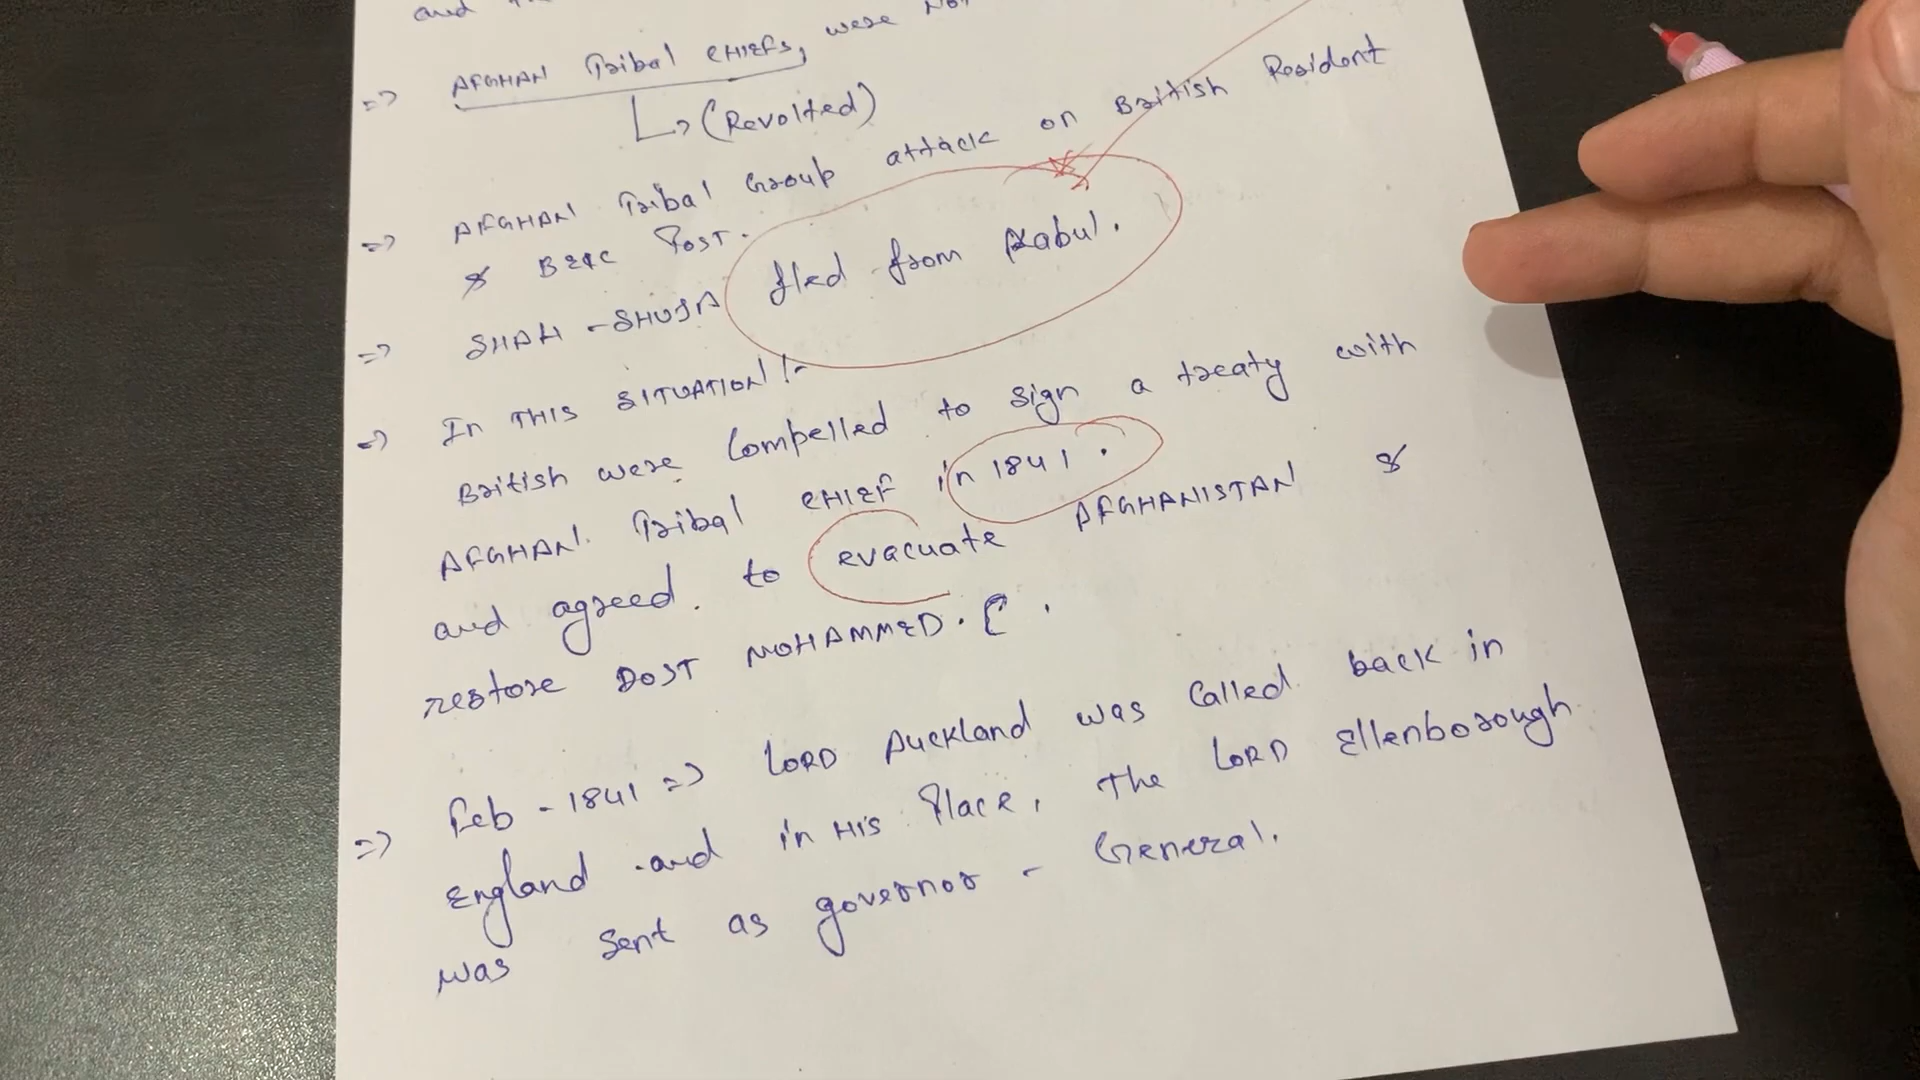 and
=> AFGHAN Tribal CHIEFS, were
↳ (Revolted)
=> AFGHAN Tribal Group attack on British Resident
& Post.
=> SHAH - SHUJA fled from Kabul.
=> In THIS SITUATION :-
British were compelled to sign a treaty with
AFGHAN. Tribal CHIEF in 1841.
and agreed. to evacuate AFGHANISTAN &
restore DOST MOHAMMED.
=> Feb - 1841 => LORD Auckland was called back in
England and in His Place, The LORD Ellenborough
was sent as governor - General.